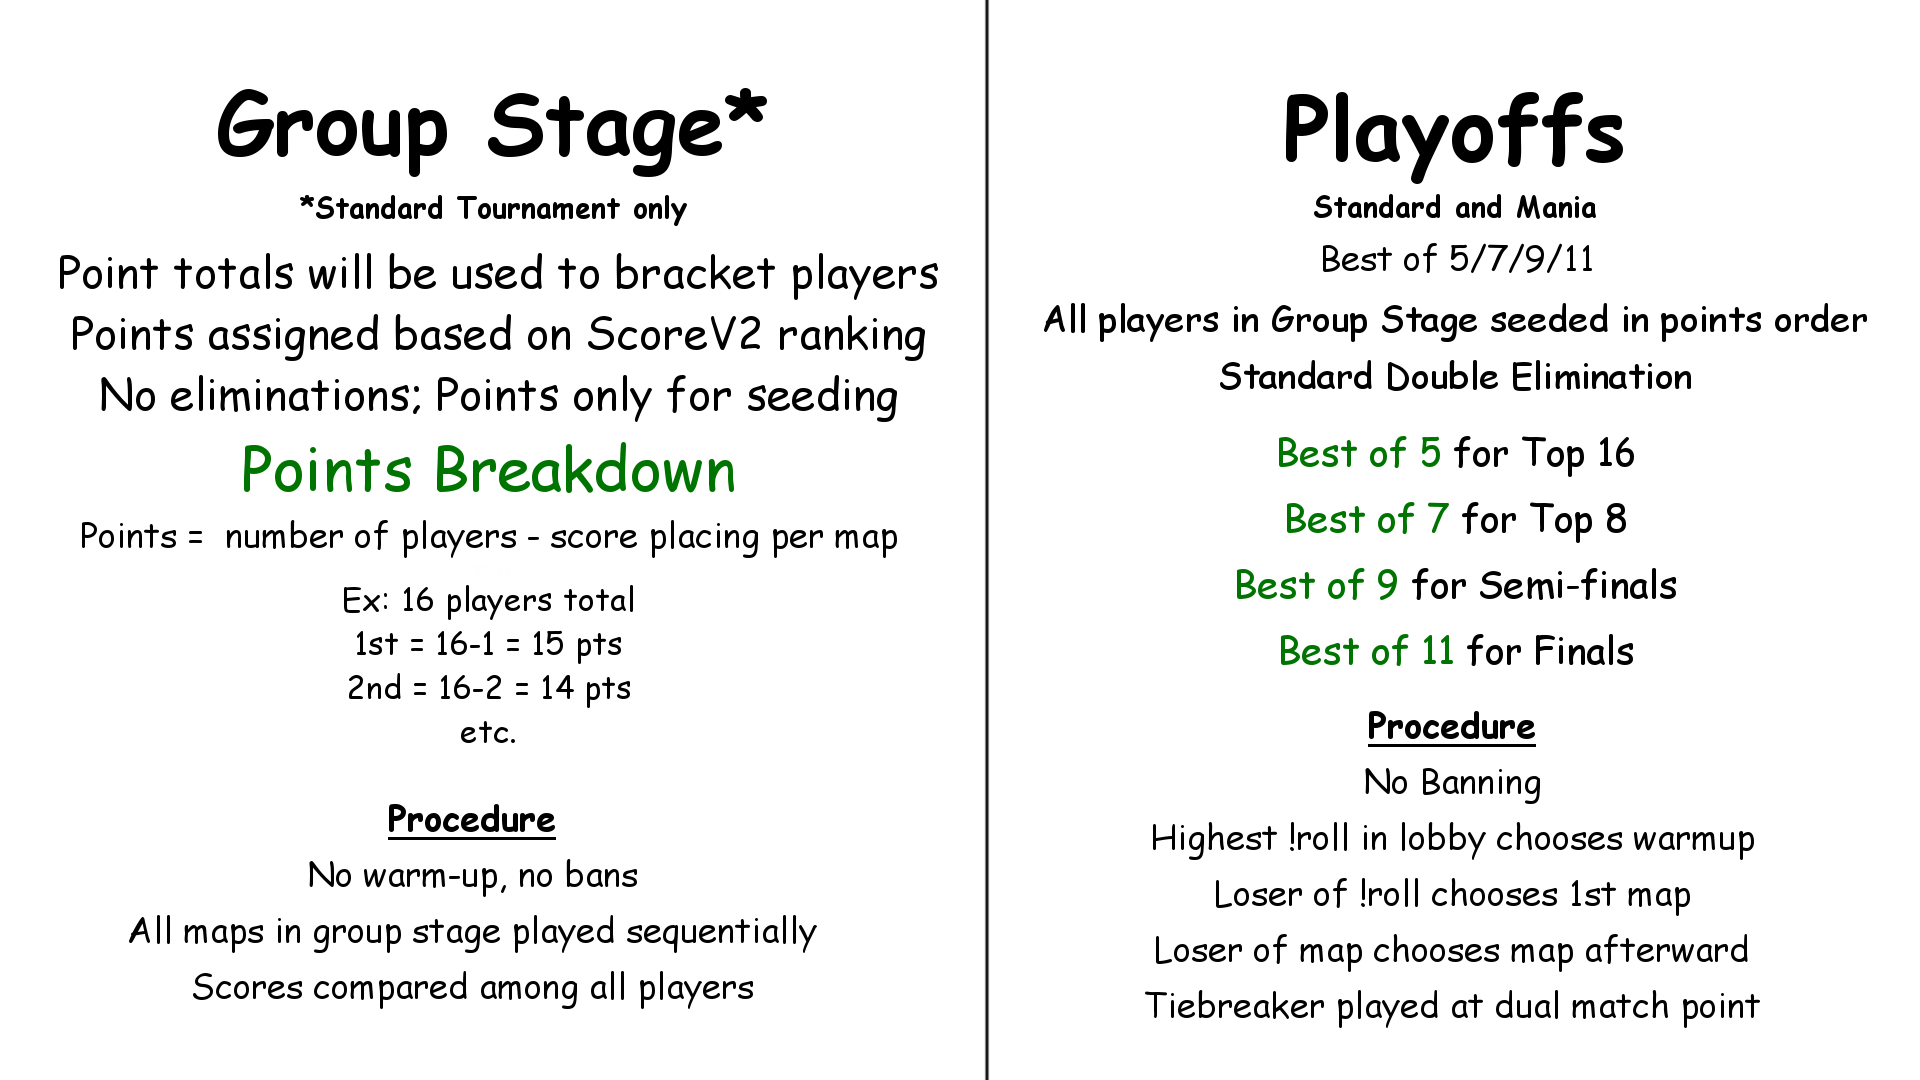 Group Stage*
*Standard Tournament only
Point totals will be used to bracket players
Points assigned based on ScoreV2 ranking
No eliminations; Points only for seeding
Points Breakdown
Points =  number of players - score placing per map
Ex: 16 players total
1st = 16-1 = 15 pts
2nd = 16-2 = 14 pts
etc.
Procedure
No warm-up, no bans
All maps in group stage played sequentially
Scores compared among all players
Playoffs
Standard and Mania
Best of 5/7/9/11
All players in Group Stage seeded in points order
Standard Double Elimination
Best of 5 for Top 16
Best of 7 for Top 8
Best of 9 for Semi-finals
Best of 11 for Finals
Procedure
No Banning
Highest !roll in lobby chooses warmup
Loser of !roll chooses 1st map
Loser of map chooses map afterward
Tiebreaker played at dual match point